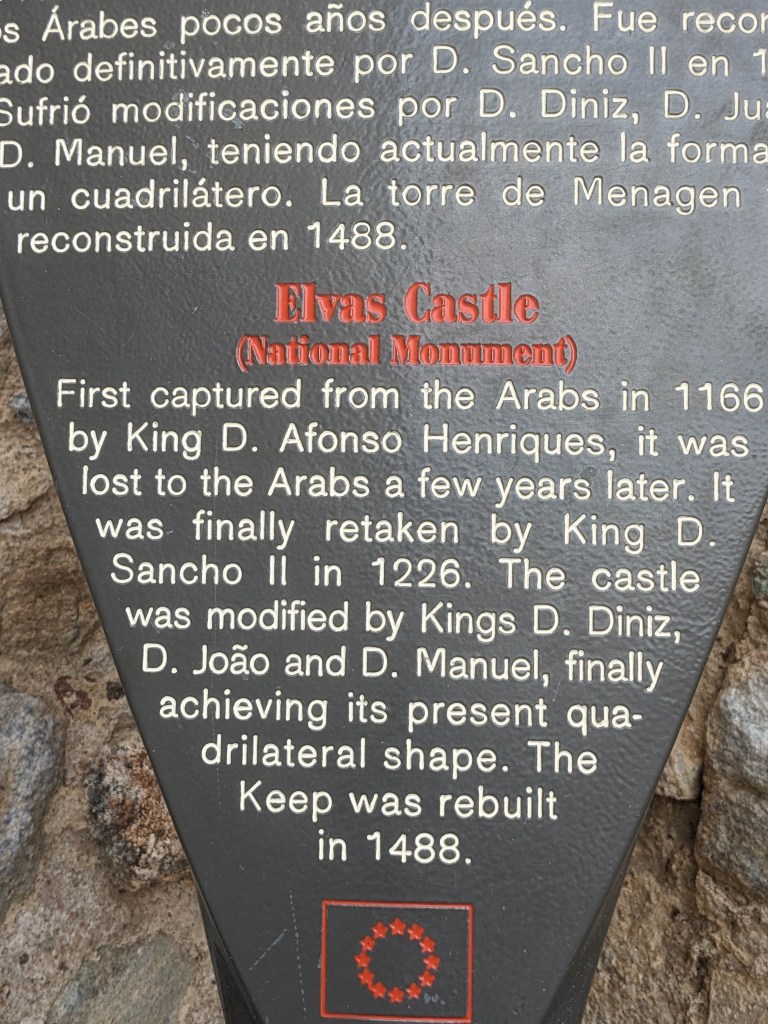 Árabes pocos años después. Fue
definitivamente por D. Sancho II en
Sufrió modificaciones por D. Diniz, D.
D. Manuel, teniendo actualmente la forma
un cuadrilátero. La torre de Menagen
reconstruida en 1488.
Elvas Castle
(National Monument)
First captured from the Arabs in 1166
by King D. Afonso Henriques, it was
lost to the Arabs a few years later. It
was finally retaken by King D.
Sancho II in 1226. The castle
was modified by Kings D. Diniz,
D. João and D. Manuel, finally
achieving its present qua-
drilateral shape. The
Keep was rebuilt
in 1488.